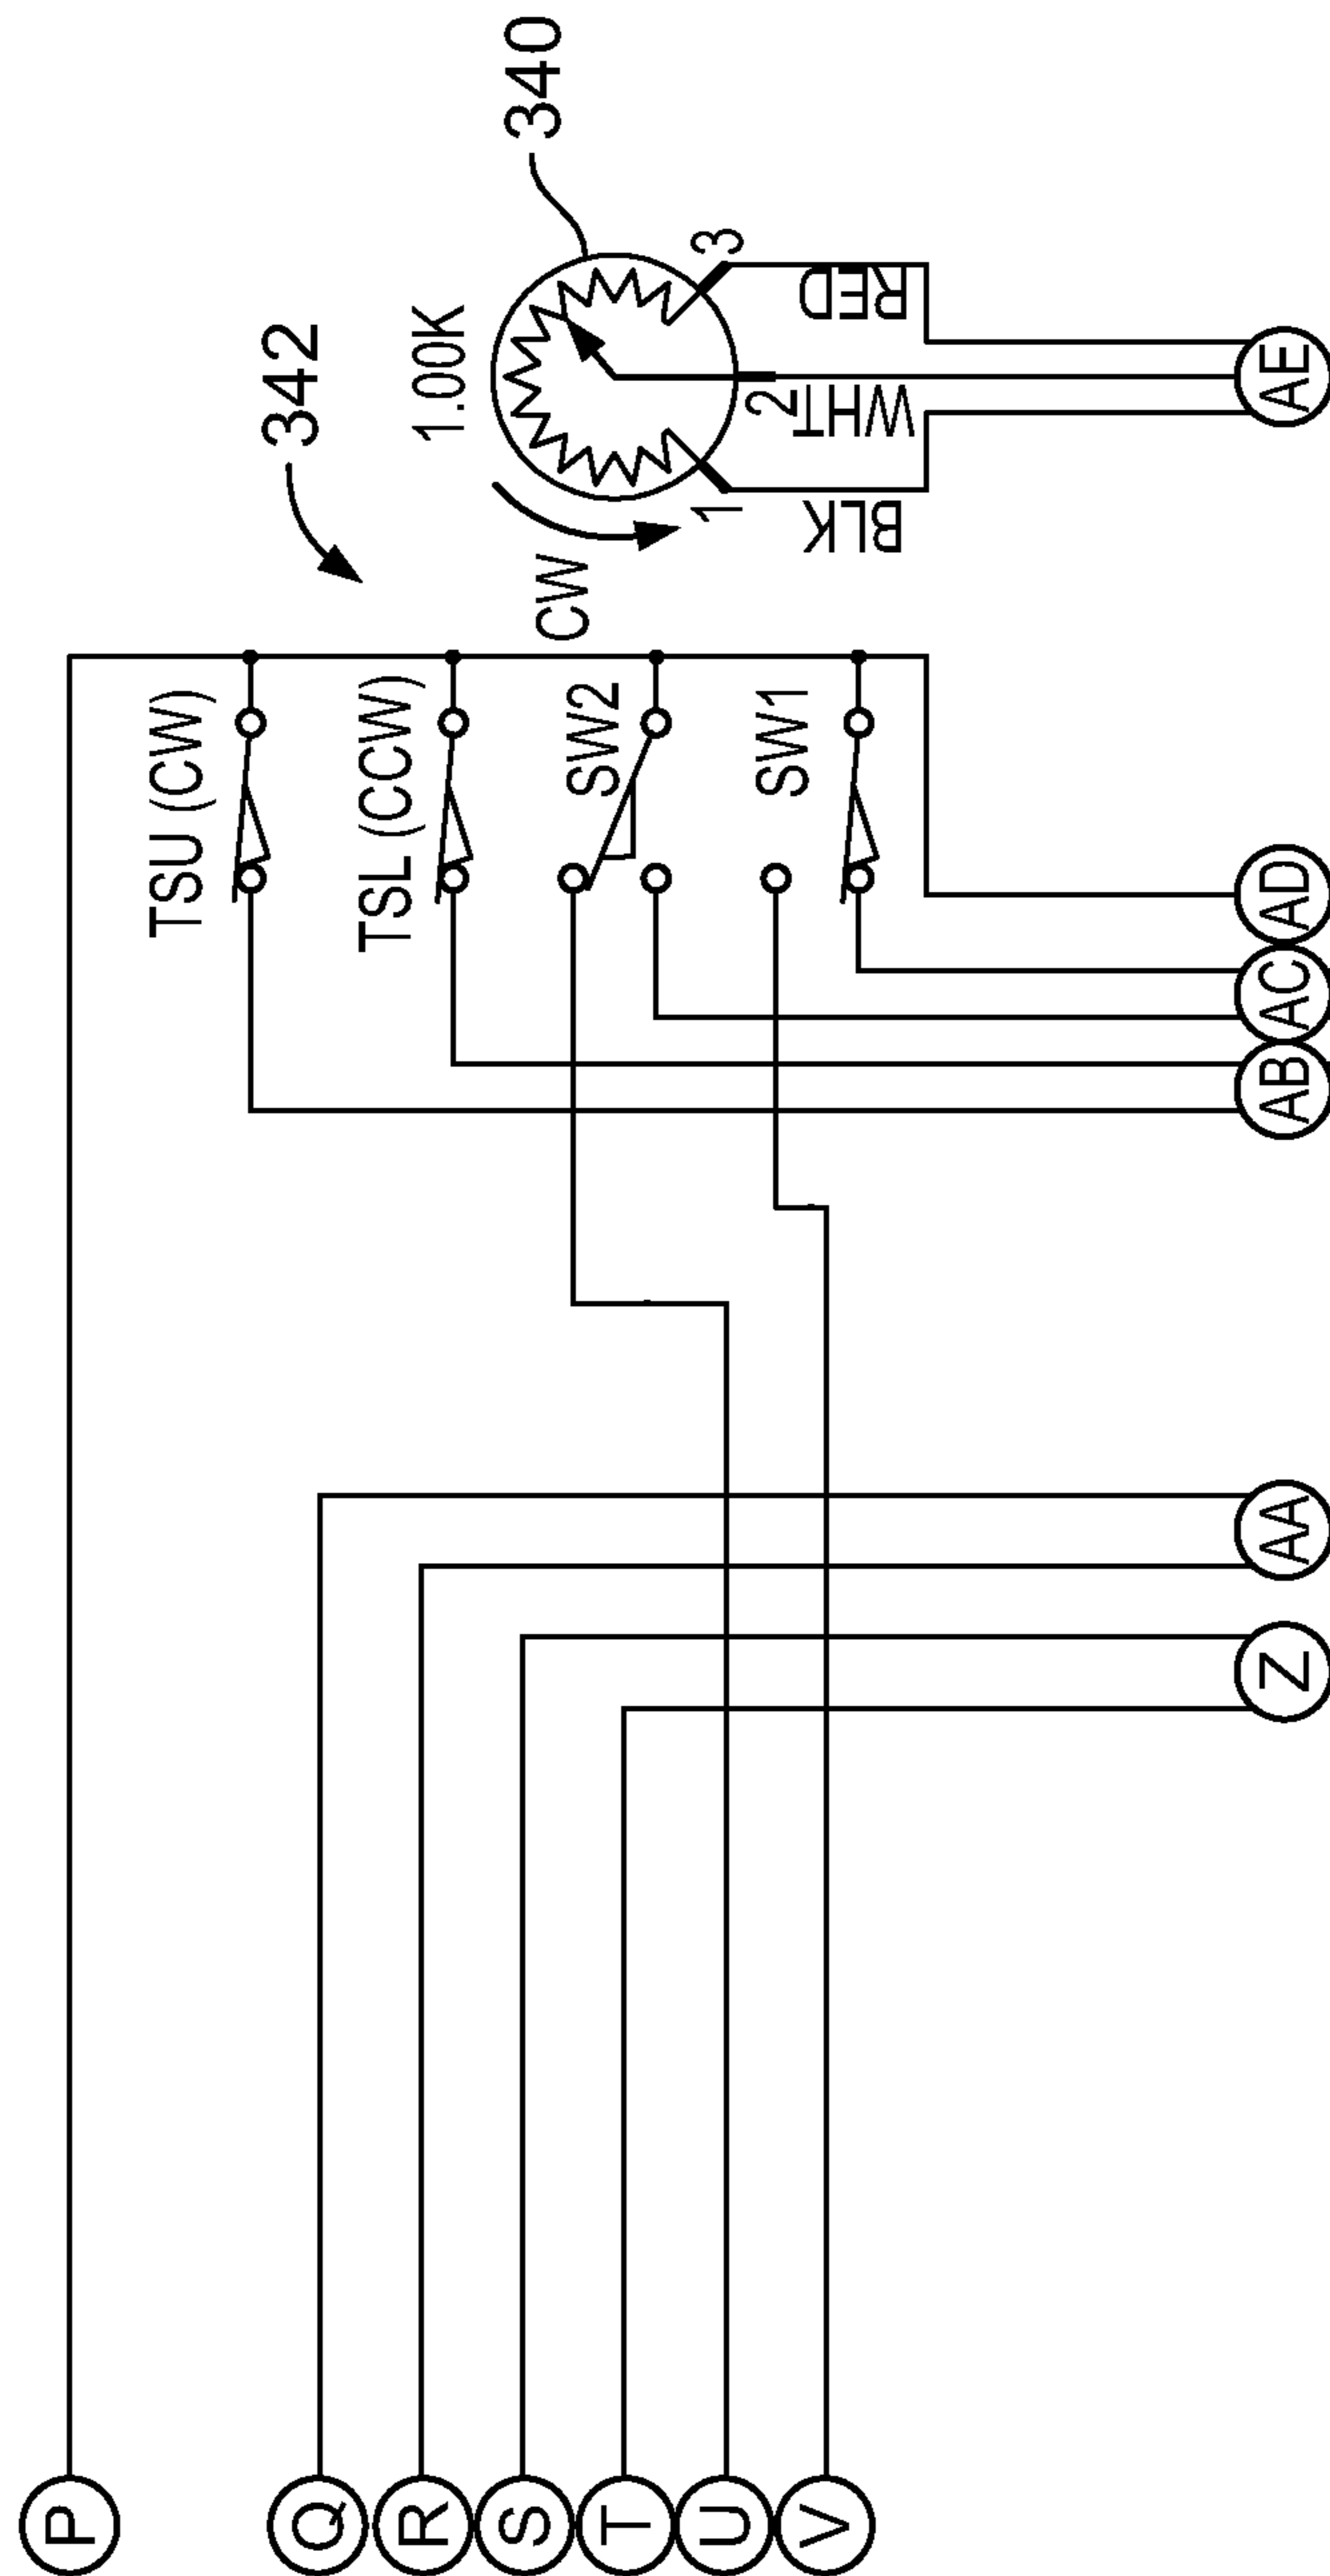 342
340
1.00K
CW
TSU (CW)
TSL (CCW)
SW2
SW1
1
2
3
BLK
WHT
RED
P
Q
R
S
T
U
V
Z
AA
AB
AC
AD
AE